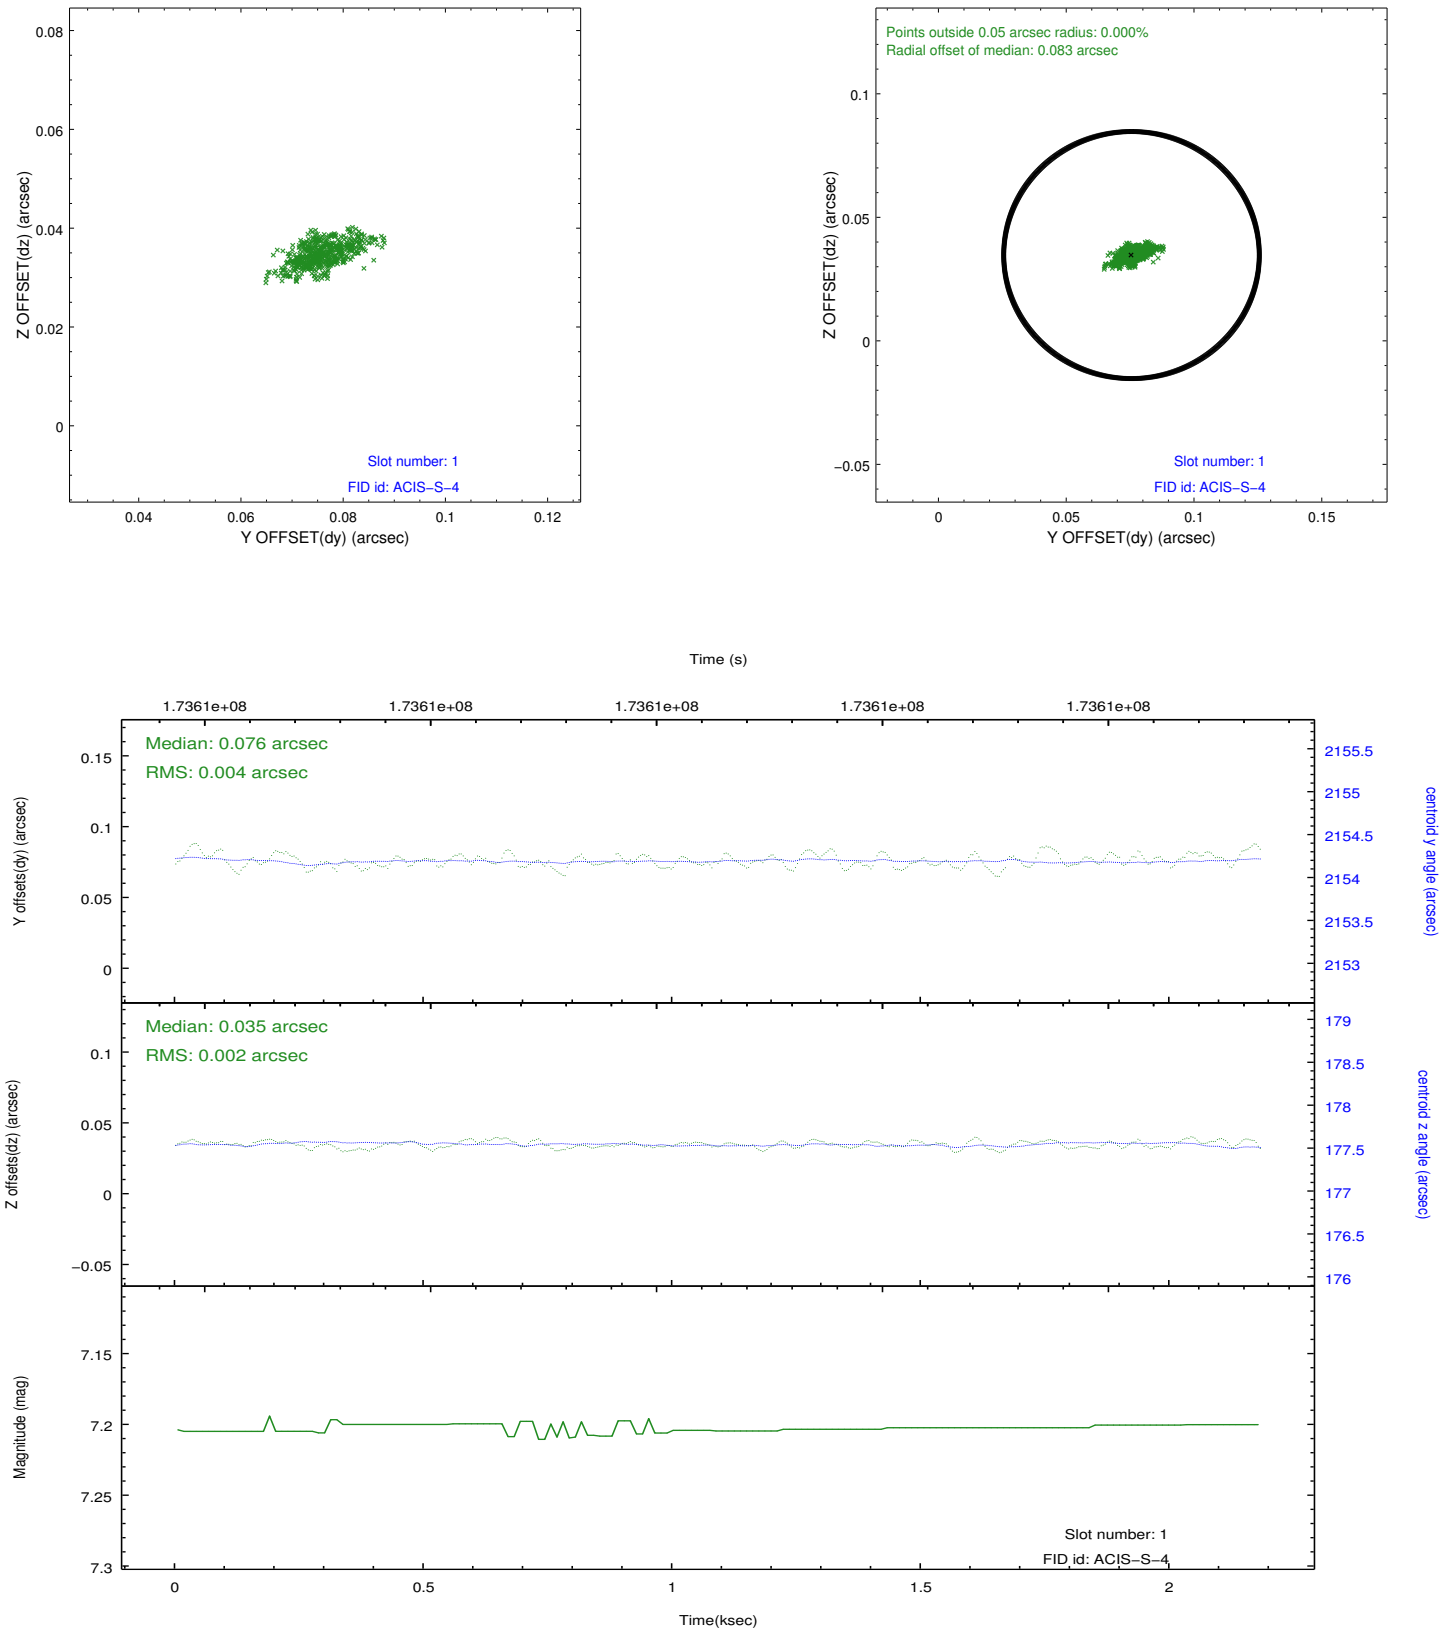 0.08
0.06
0.04
0.02
0
Z OFFSET(dz) (arcsec)
Slot number: 1
FID id: ACIS−S−4
0.04 0.06 0.08 0.1 0.12
Y OFFSET(dy) (arcsec)
Points outside 0.05 arcsec radius: 0.000%
Radial offset of median: 0.083 arcsec
0.1
0.05
0
−0.05
Z OFFSET(dz) (arcsec)
Slot number: 1
FID id: ACIS−S−4
0 0.05 0.1 0.15
Y OFFSET(dy) (arcsec)
Time (s)
1.7361e+08 1.7361e+08 1.7361e+08 1.7361e+08 1.7361e+08
Median: 0.076 arcsec
RMS: 0.004 arcsec
0.15
0.1
0.05
0
Y offsets(dy) (arcsec)
2155.5
2155
2154.5
2154
2153.5
2153
centroid y angle (arcsec)
Median: 0.035 arcsec
RMS: 0.002 arcsec
0.1
0.05
0
−0.05
Z offsets(dz) (arcsec)
179
178.5
178
177.5
177
176.5
176
centroid z angle (arcsec)
7.15
7.2
7.25
7.3
Magnitude (mag)
Slot number: 1
FID id: ACIS−S−4
0 0.5 1 1.5 2
Time(ksec)